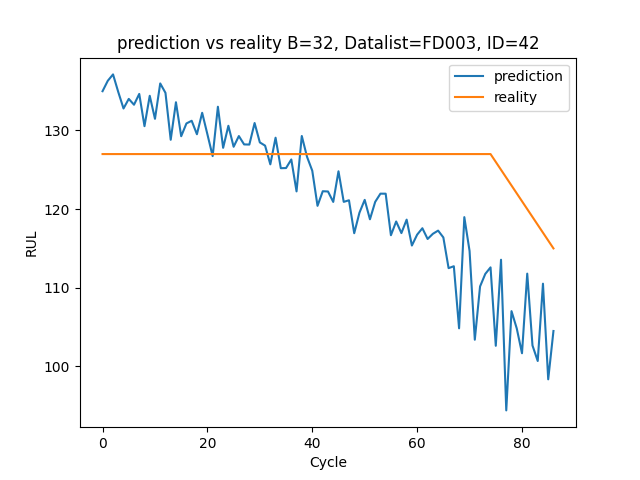 prediction vs reality B=32, Datalist=FD003, ID=42
prediction
reality
130
120
110
100
RUL
0 20 40 60 80
Cycle